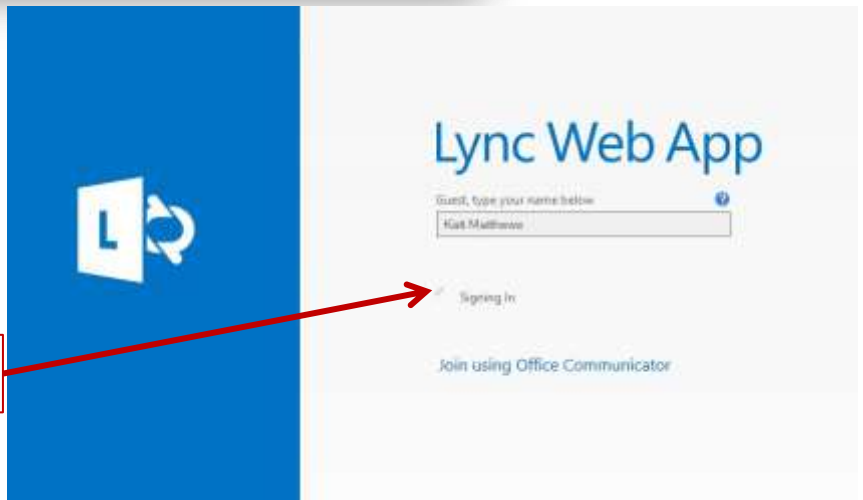 Lync Web App
Guest, type your name below
?
Kait Matthews
Signing In
Join using Office Communicator
L